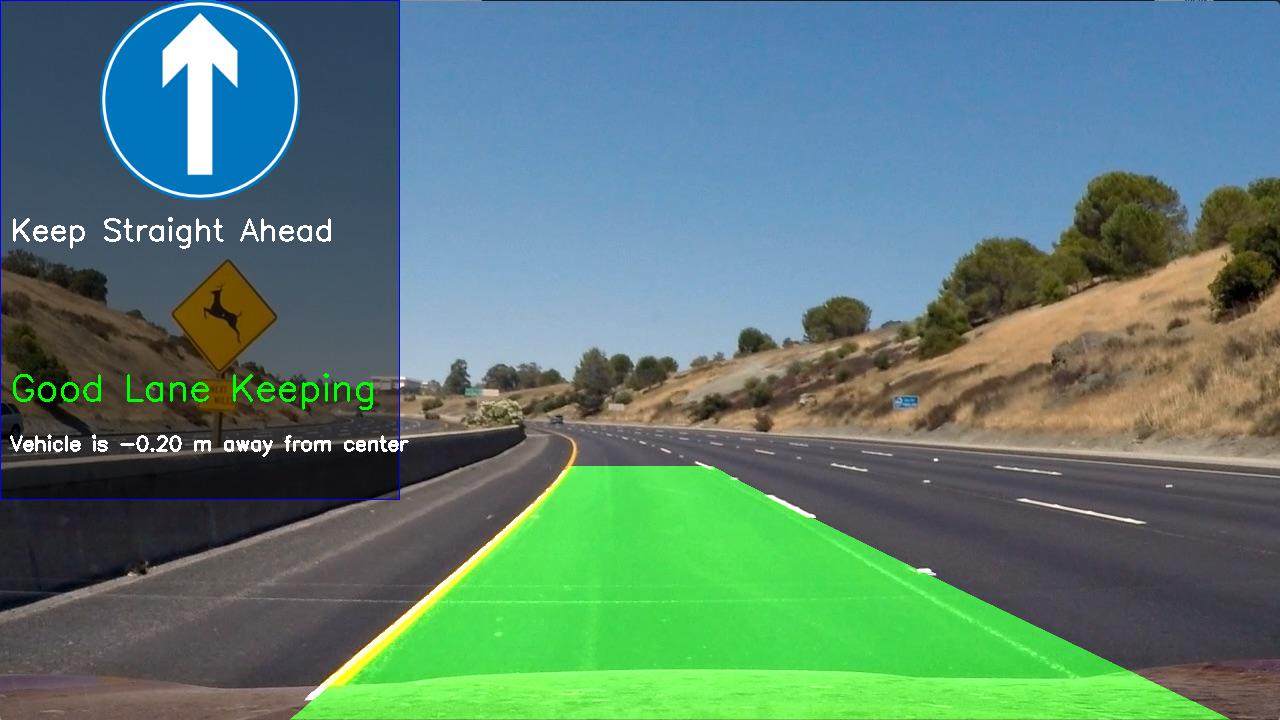 Keep Straight Ahead
Good Lane Keeping
Vehicle is -0.20 m away from center